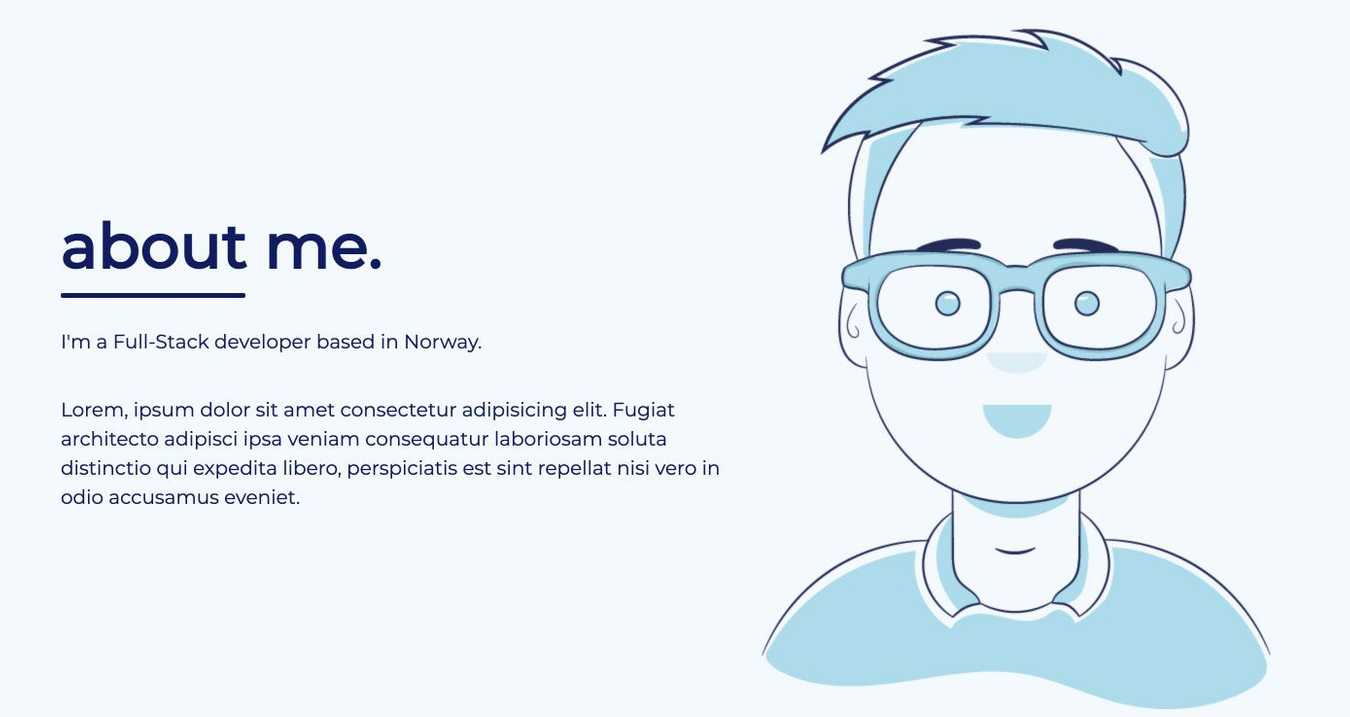 about me.
I'm a Full-Stack developer based in Norway.
Lorem, ipsum dolor sit amet consectetur adipisicing elit. Fugiat
architecto adipisci ipsa veniam consequatur laboriosam soluta
distinctio qui expedita libero, perspiciatis est sint repellat nisi vero in
odio accusamus eveniet.